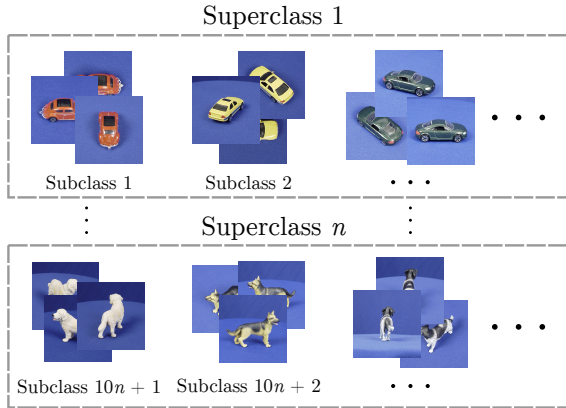 Superclass 1
Subclass 1
Subclass 2
. . .
. . .
Superclass n
Subclass 10n + 1
Subclass 10n + 2
. . .
. . .